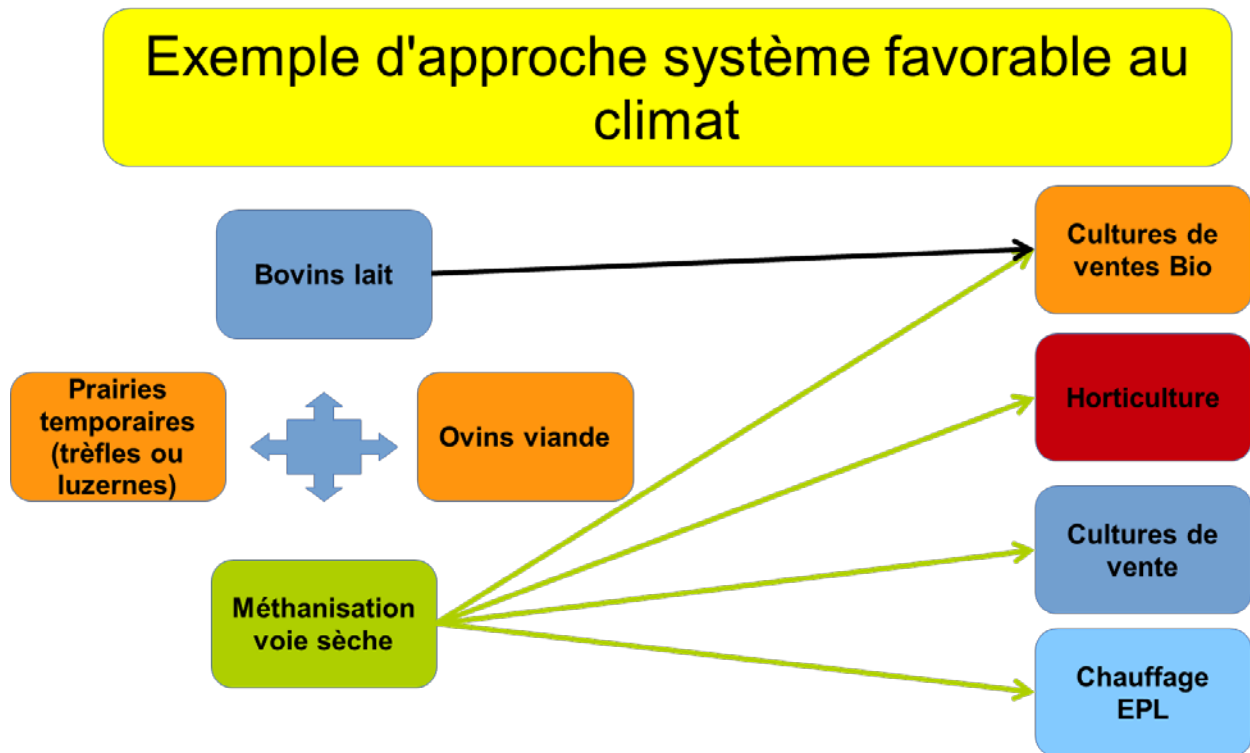 Exemple d'approche système favorable au
climat
Bovins lait
Cultures de
ventes Bio
Prairies
temporaires
(trèfles ou
luzernes)
Ovins viande
Horticulture
Cultures de
vente
Méthanisation
voie sèche
Chauffage
EPL